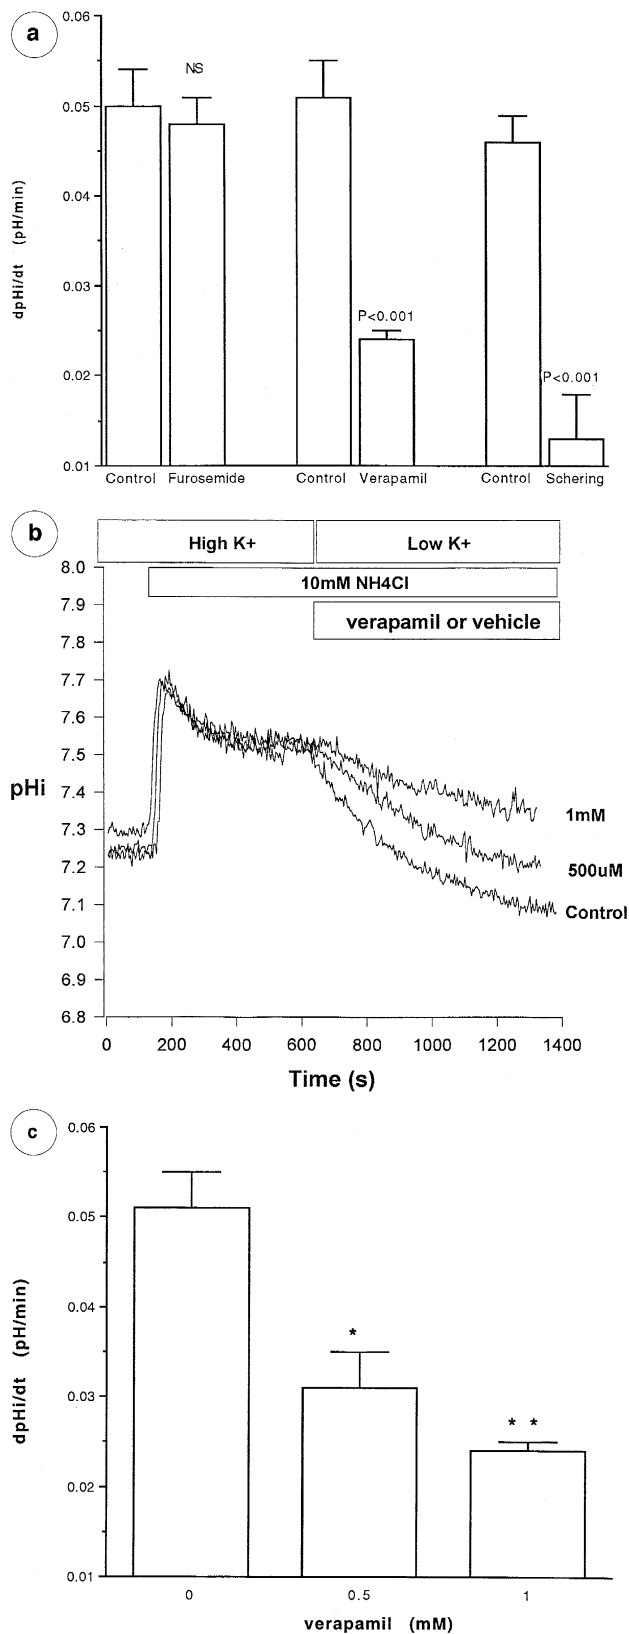 a
0.06
0.05
0.04
0.03
0.02
0.01
dpHi/dt (pH/min)
NS
P<0.001
P<0.001
Control Furosemide Control Verapamil Control Schering
b
High K+ Low K+
10mM NH4Cl
verapamil or vehicle
8.0
7.9
7.8
7.7
7.6
7.5
7.4
7.3
7.2
7.1
7.0
6.9
6.8
pHi
1mM
500uM
Control
0 200 400 600 800 1000 1200 1400
Time (s)
c
0.06
0.05
0.04
0.03
0.02
0.01
dpHi/dt (pH/min)
*
* *
0 0.5 1
verapamil (mM)